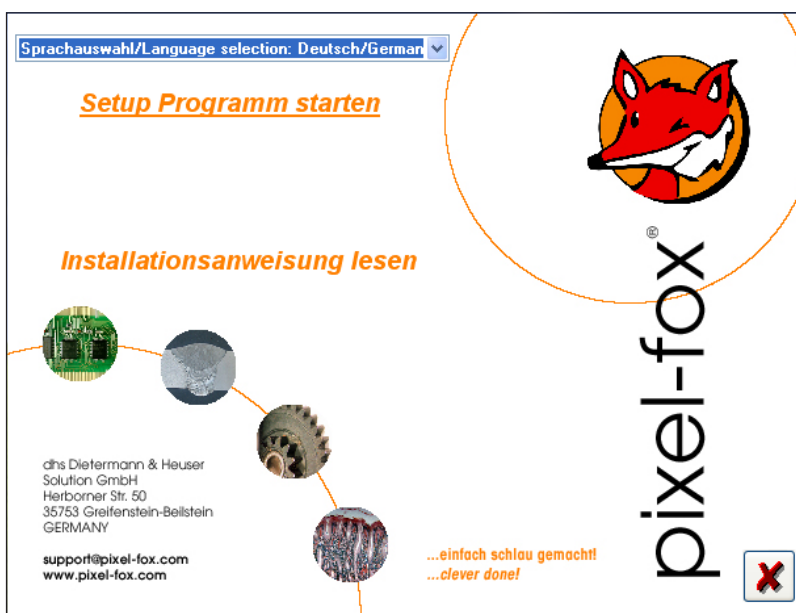 Sprachauswahl/Language selection: Deutsch/German
Setup Programm starten
Installationsanweisung lesen
pixel-fox®
dhs Dietermann & Heuser
Solution GmbH
Herborner Str. 50
35753 Greifenstein-Beilstein
GERMANY
support@pixel-fox.com
www.pixel-fox.com
...einfach schlau gemacht!
...clever done!